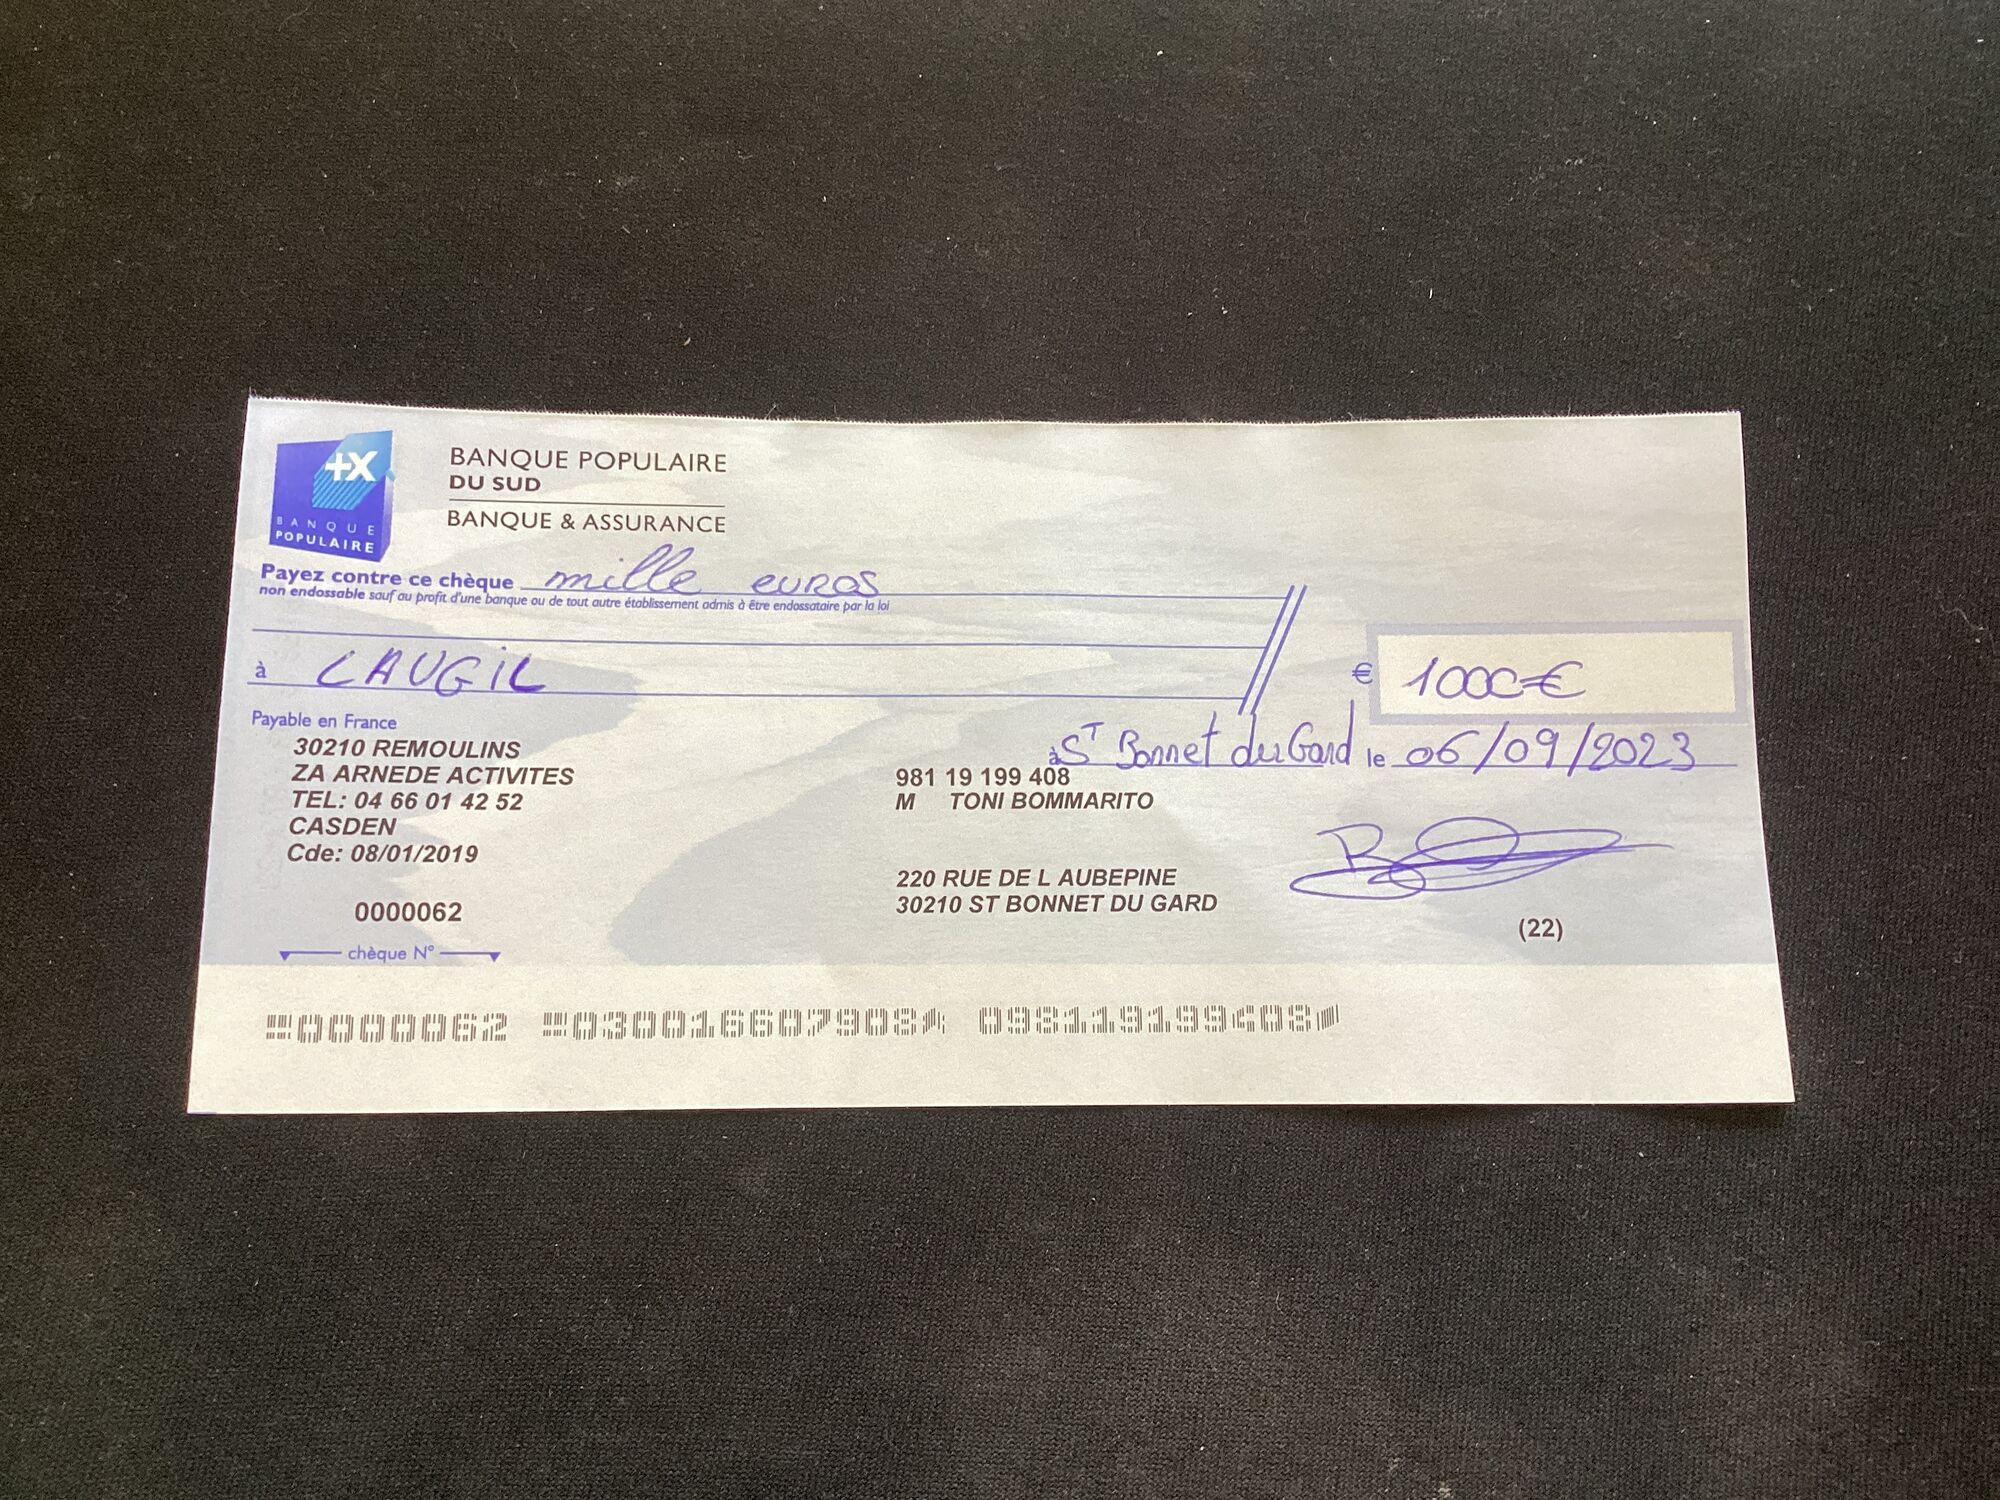 +X
BANQUE
POPULAIRE
BANQUE POPULAIRE
DU SUD
BANQUE & ASSURANCE
Payez contre ce chèque mille euros
non endossable sauf au profit d'une banque ou de tout autre établissement admis à être endossataire par la loi
à LAUGIL
€ 1000€
Payable en France
30210 REMOULINS
ZA ARNEDE ACTIVITES
TEL: 04 66 01 42 52
CASDEN
Cde: 08/01/2019
à ST Bonnet du Gard le 06/09/2023
981 19 199 408
M TONI BOMMARITO
220 RUE DE L AUBEPINE
30210 ST BONNET DU GARD
(22)
0000062
chèque N°
0000062 030016607908 098119199408